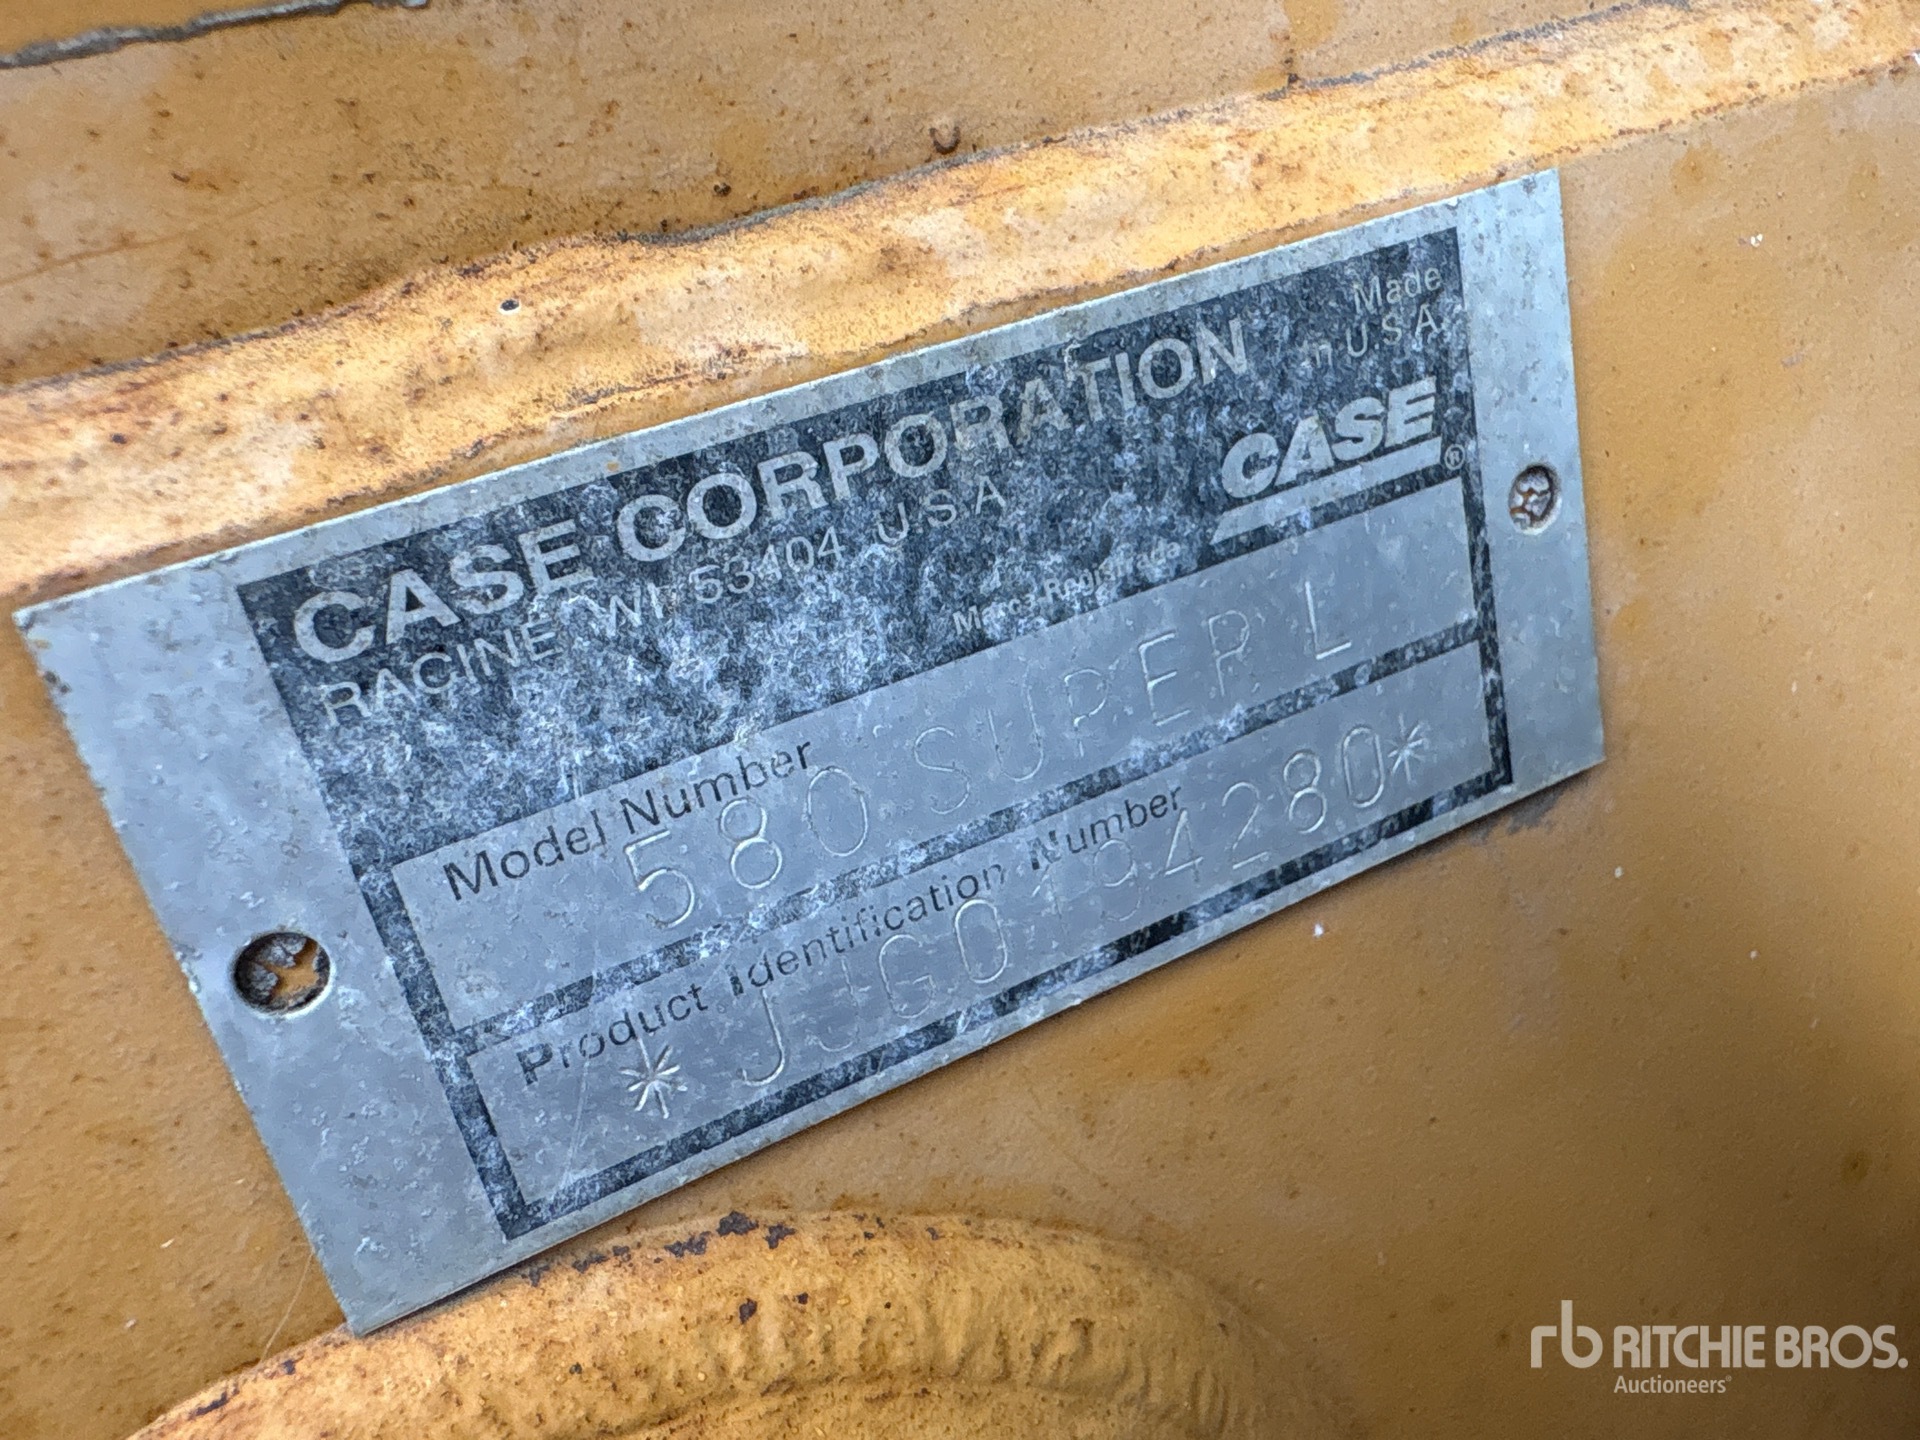 CASE CORPORATION
RACINE WI 53404 U.S.A.
Made
in U.S.A.
CASE®
Marca Registrada
Model Number
580 SUPER L
Product Identification Number
*JJG0194280*
rb RITCHIE BROS.
Auctioneers